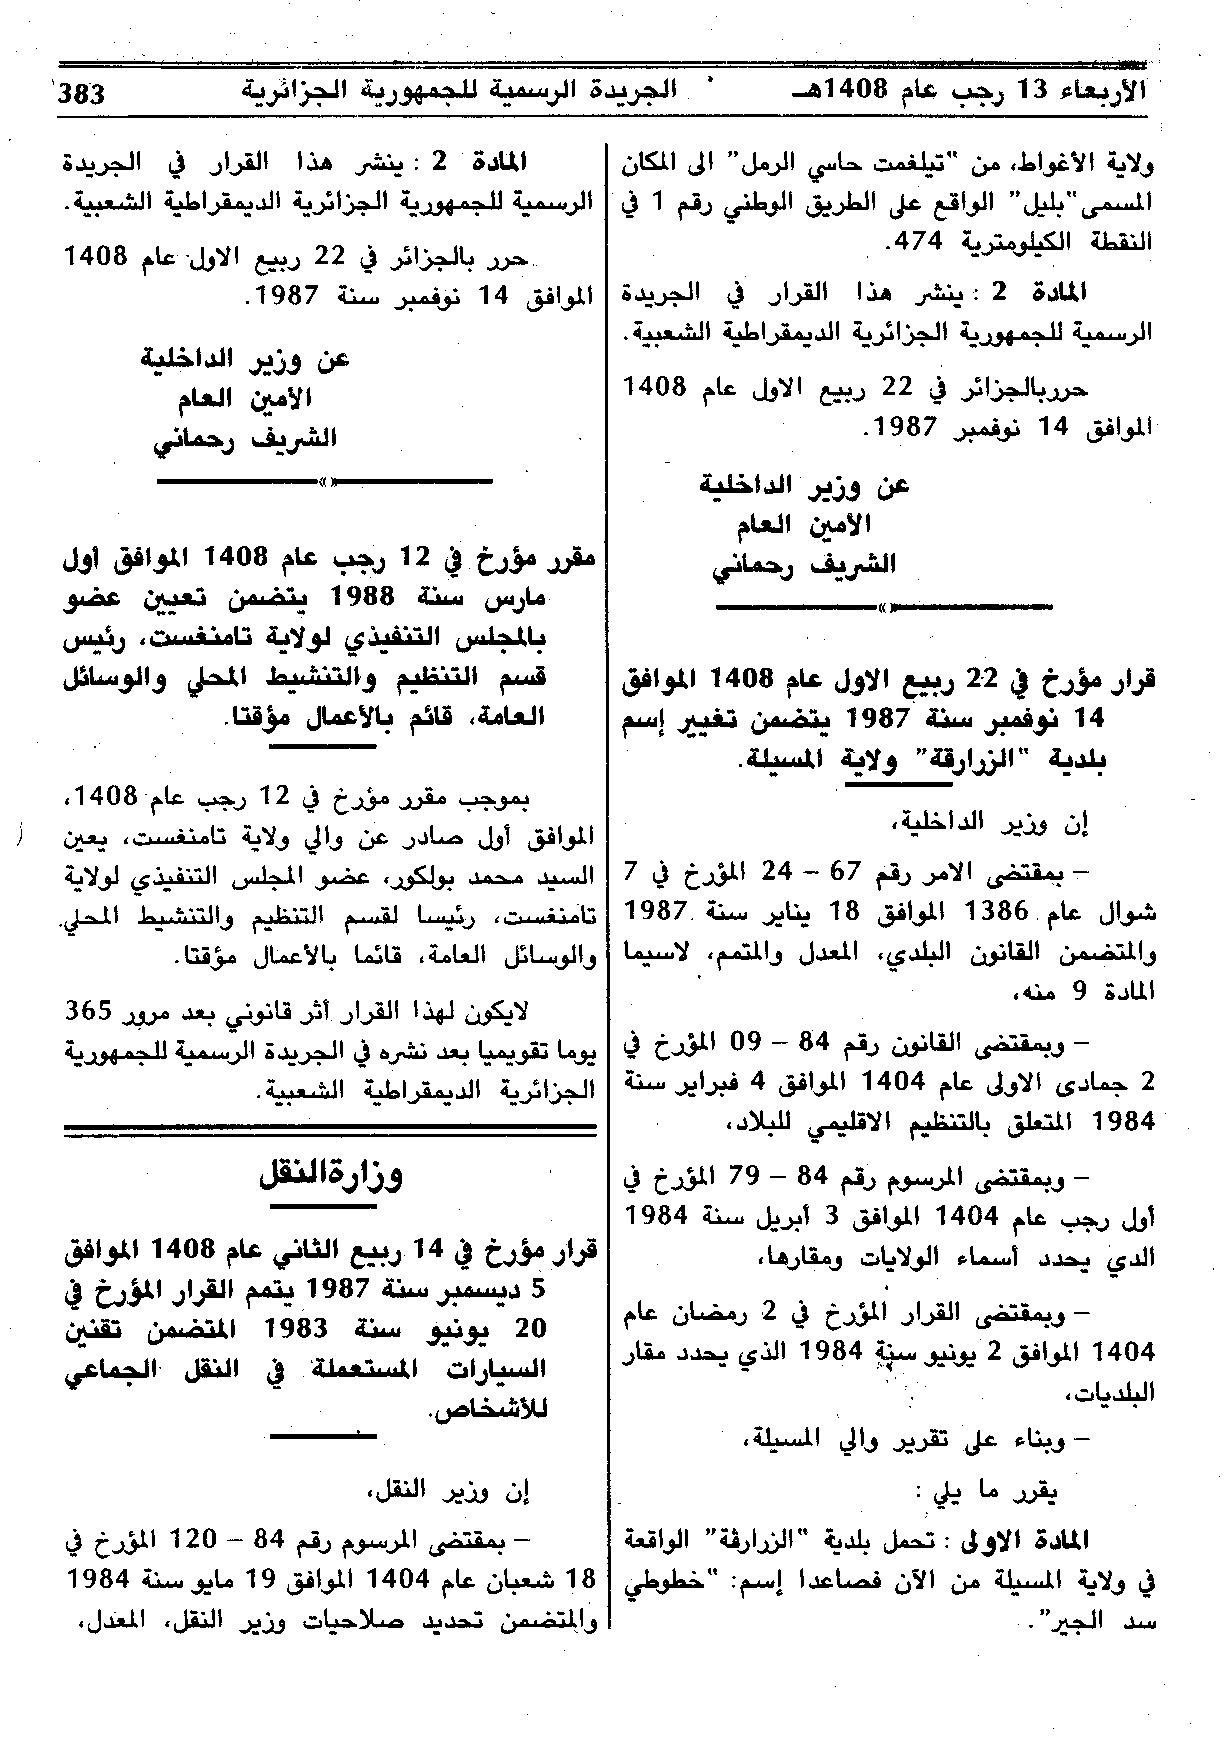 الأربعاء 13 رجب عام 1408هـ
الجريدة الرسمية للجمهورية الجزائرية
383
ولاية الأغواط، من "تيلغمت حاسي الرمل" الى المكان
المسمى"بليل" الواقع على الطريق الوطني رقم 1 في
النقطة الكيلومترية 474.
المادة 2 : ينشر هذا القرار في الجريدة
الرسمية للجمهورية الجزائرية الديمقراطية الشعبية.
حرربالجزائر في 22 ربيع الاول عام 1408
الموافق 14 نوفمبر 1987.
عن وزير الداخلية
الامين العام
الشريف رحماني
قرار مؤرخ في 22 ربيع الاول عام 1408 الموافق
14 نوفمبر سنة 1987 يتضمن تغيير إسم
بلدية "الزرارقة" ولاية المسيلة.
إن وزير الداخلية،
– بمقتضى الامر رقم 67 – 24 المؤرخ في 7
شوال عام 1386 الموافق 18 يناير سنة 1987
والمتضمن القانون البلدي، المعدل والمتمم، لاسيما
المادة 9 منه،
– وبمقتضى القانون رقم 84 – 09 المؤرخ في
2 جمادى الاولى عام 1404 الموافق 4 فبراير سنة
1984 المتعلق بالتنظيم الاقليمي للبلاد،
– وبمقتضى المرسوم رقم 84 – 79 المؤرخ في
أول رجب عام 1404 الموافق 3 أبريل سنة 1984
الدي يحدد أسماء الولايات ومقارها،
– وبمقتضى القرار المؤرخ في 2 رمضان عام
1404 الموافق 2 يونيو سنة 1984 الذي يحدد مقار
البلديات،
– وبناء على تقرير والي المسيلة،
يقرر ما يلي :
المادة الاولى : تحمل بلدية "الزرارقة" الواقعة
في ولاية المسيلة من الآن فصاعدا إسم: "خطوطي
سد الجير".
المادة 2 : ينشر هذا القرار في الجريدة
الرسمية للجمهورية الجزائرية الديمقراطية الشعبية.
حرر بالجزائر في 22 ربيع الاول عام 1408
الموافق 14 نوفمبر سنة 1987.
عن وزير الداخلية
الأمين العام
الشريف رحماني
مقرر مؤرخ في 12 رجب عام 1408 الموافق أول
مارس سنة 1988 يتضمن تعيين عضو
بالمجلس التنفيذي لولاية تامنغست، رئيس
قسم التنظيم والتنشيط المحلي والوسائل
العامة، قائم بالأعمال مؤقتا.
بموجب مقرر مؤرخ في 12 رجب عام 1408،
الموافق أول صادر عن والي ولاية تامنغست، يعين
السيد محمد بولكور، عضو المجلس التنفيذي لولاية
تامنغست، رئيسا لقسم التنظيم والتنشيط المحلي.
والوسائل العامة، قائما بالأعمال مؤقتا.
لايكون لهذا القرار أثر قانوني بعد مرور 365
يوما تقويميا بعد نشره في الجريدة الرسمية للجمهورية
الجزائرية الديمقراطية الشعبية.
وزارة النقل
قرار مؤرخ في 14 ربيع الثاني عام 1408 الموافق
5 ديسمبر سنة 1987 يتمم القرار المؤرخ في
20 يونيو سنة 1983 المتضمن تقنين
السيارات المستعملة في النقل الجماعي
للأشخاص.
إن وزير النقل،
– بمقتضى المرسوم رقم 84 – 120 المؤرخ في
18 شعبان عام 1404 الموافق 19 مايو سنة 1984
والمتضمن تحديد صلاحيات وزير النقل، المعدل،